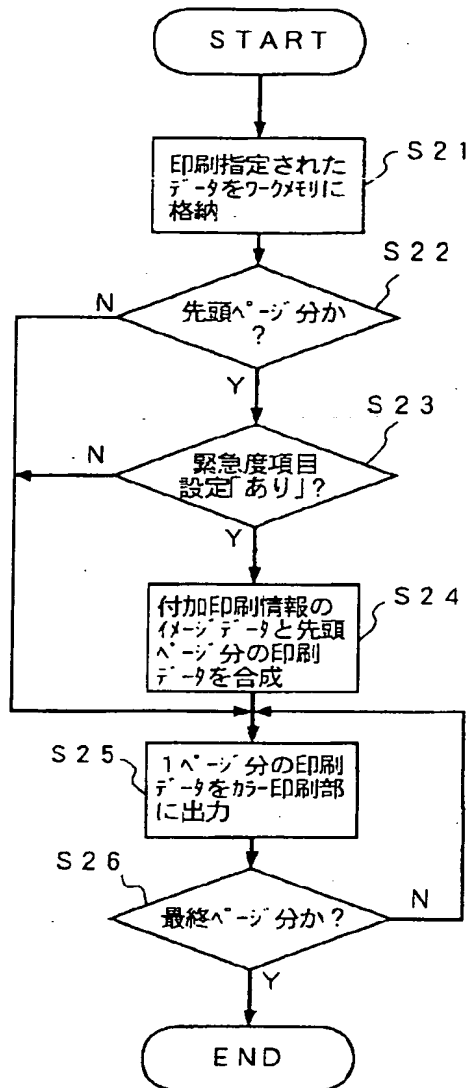 START
S21
印刷指定された
ﾃﾞｰﾀをﾜｰｸﾒﾓﾘに
格納
S22
N
先頭ﾍﾟｰｼﾞ分か
?
Y
S23
N
緊急度項目
設定「あり」?
Y
S24
付加印刷情報の
ｲﾒｰｼﾞﾃﾞｰﾀと先頭
ﾍﾟｰｼﾞ分の印刷
ﾃﾞｰﾀを合成
S25
1ﾍﾟｰｼﾞ分の印刷
ﾃﾞｰﾀをｶﾗｰ印刷部
に出力
S26
N
最終ﾍﾟｰｼﾞ分か?
Y
END